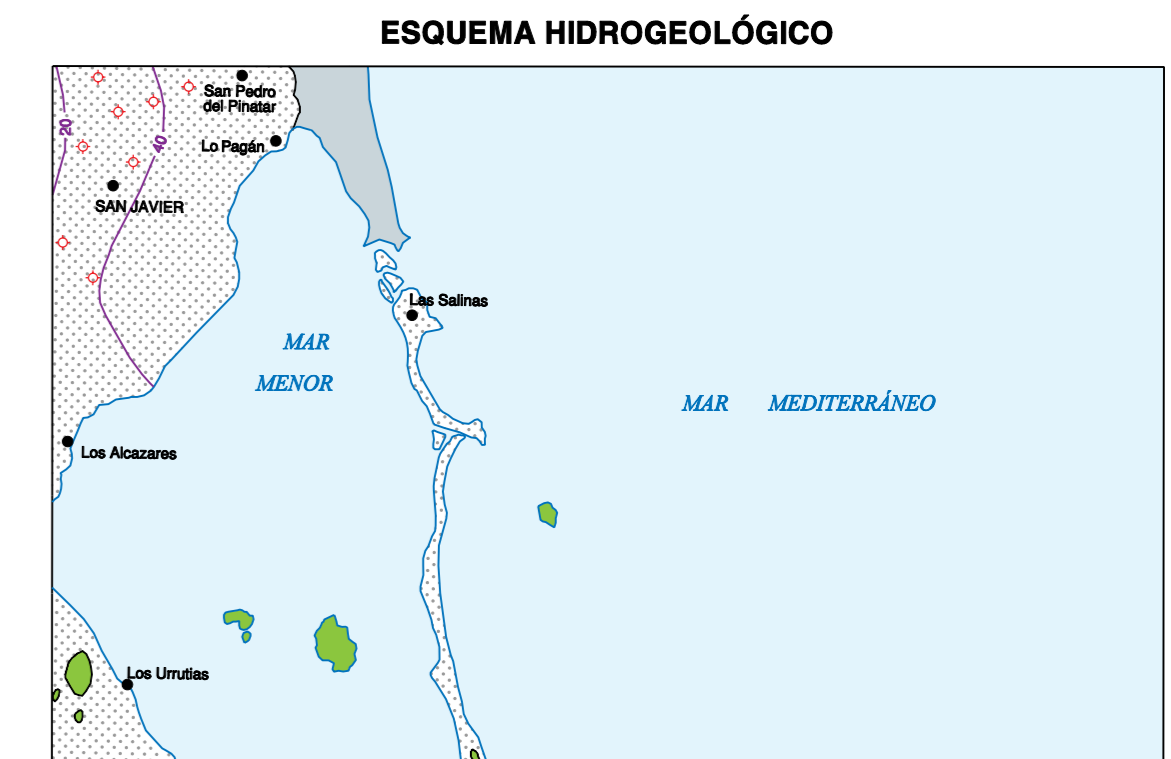 ESQUEMA HIDROGEOLÓGICO
San Pedro
del Pinatar
20
40
Lo Pagán
SAN JAVIER
Las Salinas
MAR
MENOR
MAR MEDITERRÁNEO
Los Alcazares
Los Urrutias